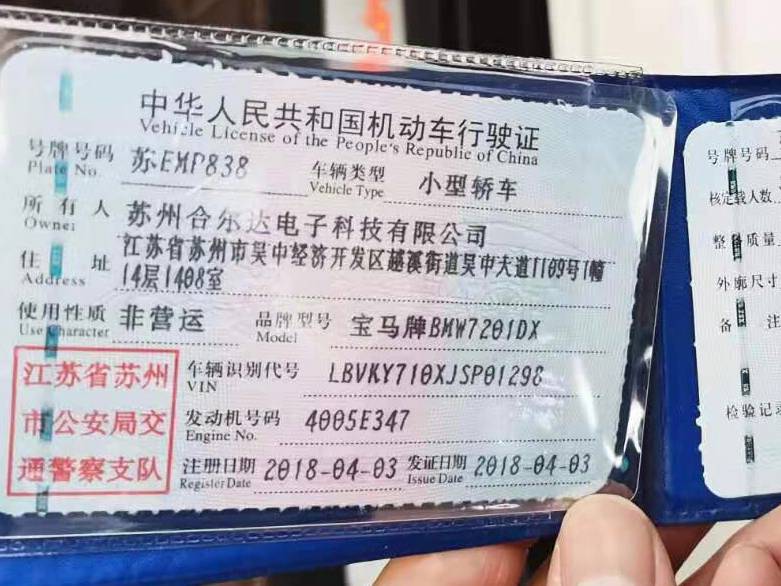 中华人民共和国机动车行驶证
Vehicle License of the People's Republic of China
号牌号码 苏EMP838 车辆类型 小型轿车
Plate No. Vehicle Type
所有人 苏州合尔达电子科技有限公司
Owner
住址 江苏省苏州市吴中经济开发区越溪街道吴中大道1109号1幢
Address 14层1408室
使用性质 非营运 品牌型号 宝马牌BMW7201DX
Use Character Model
江苏省苏州
市公安局交
通警察支队
车辆识别代号 LBVKY710XJSP01298
VIN
发动机号码 4005E347
Engine No.
注册日期 2018-04-03 发证日期 2018-04-03
Register Date Issue Date
号牌号码
核定载人数
整备质量
外廓尺寸
备注
检验记